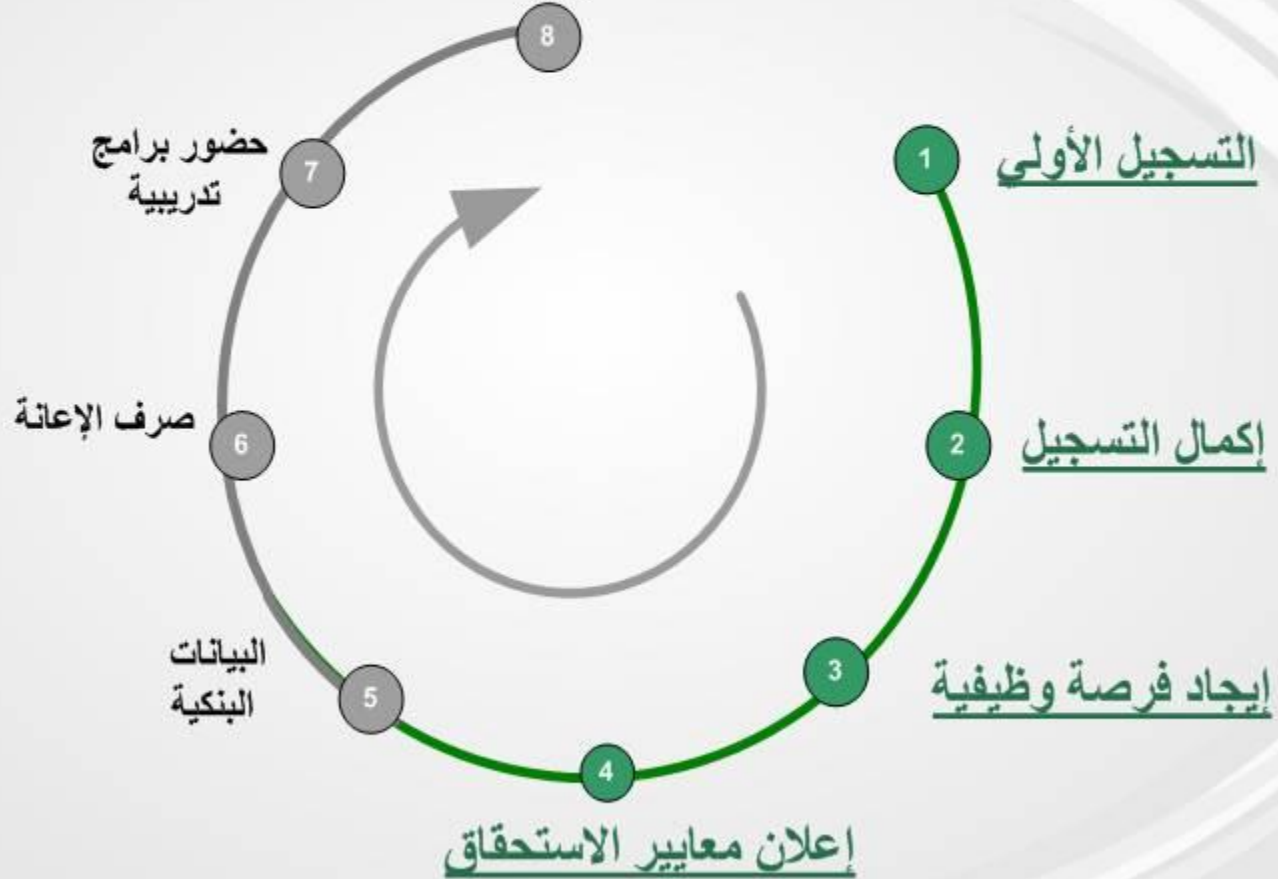 1
التسجيل الأولي
2
إكمال التسجيل
3
إيجاد فرصة وظيفية
4
إعلان معايير الاستحقاق
5
البيانات
البنكية
6
صرف الإعانة
7
حضور برامج
تدريبية
8